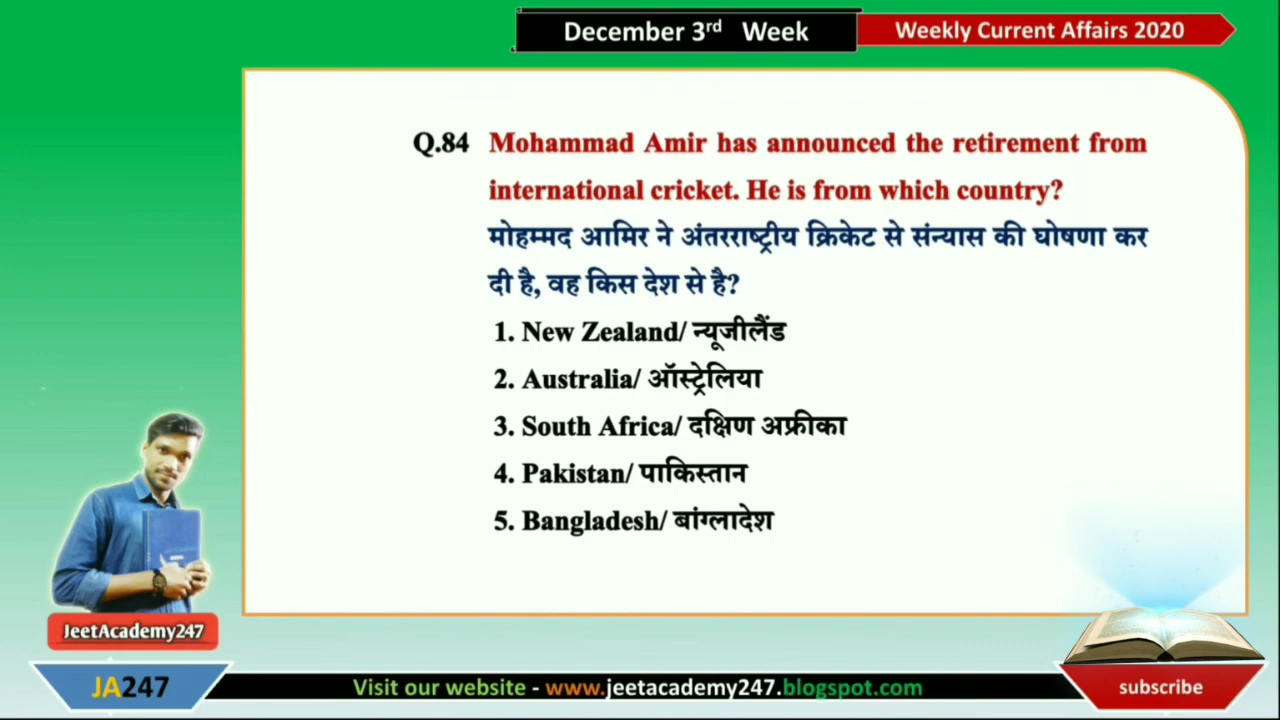 December 3rd Week
Weekly Current Affairs 2020
Q.84 Mohammad Amir has announced the retirement from
international cricket. He is from which country?
मोहम्मद आमिर ने अंतरराष्ट्रीय क्रिकेट से संन्यास की घोषणा कर
दी है, वह किस देश से है?
1. New Zealand/ न्यूजीलैंड
2. Australia/ ऑस्ट्रेलिया
3. South Africa/ दक्षिण अफ्रीका
4. Pakistan/ पाकिस्तान
5. Bangladesh/ बांग्लादेश
JeetAcademy247
JA247
Visit our website - www.jeetacademy247.blogspot.com
subscribe